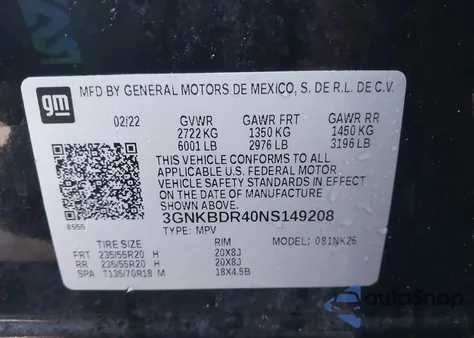 gm MFD BY GENERAL MOTORS DE MEXICO, S. DE R.L. DE C.V.
02/22 GVWR GAWR FRT GAWR RR
2722 KG 1350 KG 1450 KG
6001 LB 2976 LB 3196 LB
THIS VEHICLE CONFORMS TO ALL
APPLICABLE U.S. FEDERAL MOTOR
VEHICLE SAFETY STANDARDS IN EFFECT ON
THE DATE OF MANUFACTURE SHOWN ABOVE.
3GNKBDR40NS149208
8555
TYPE: MPV MODEL: 081NK26
TIRE SIZE RIM
FRT 235/55R20 H 20X8J
RR 235/55R20 H 20X8J
SPA T135/70R18 M 18X4.5B
autoSnap